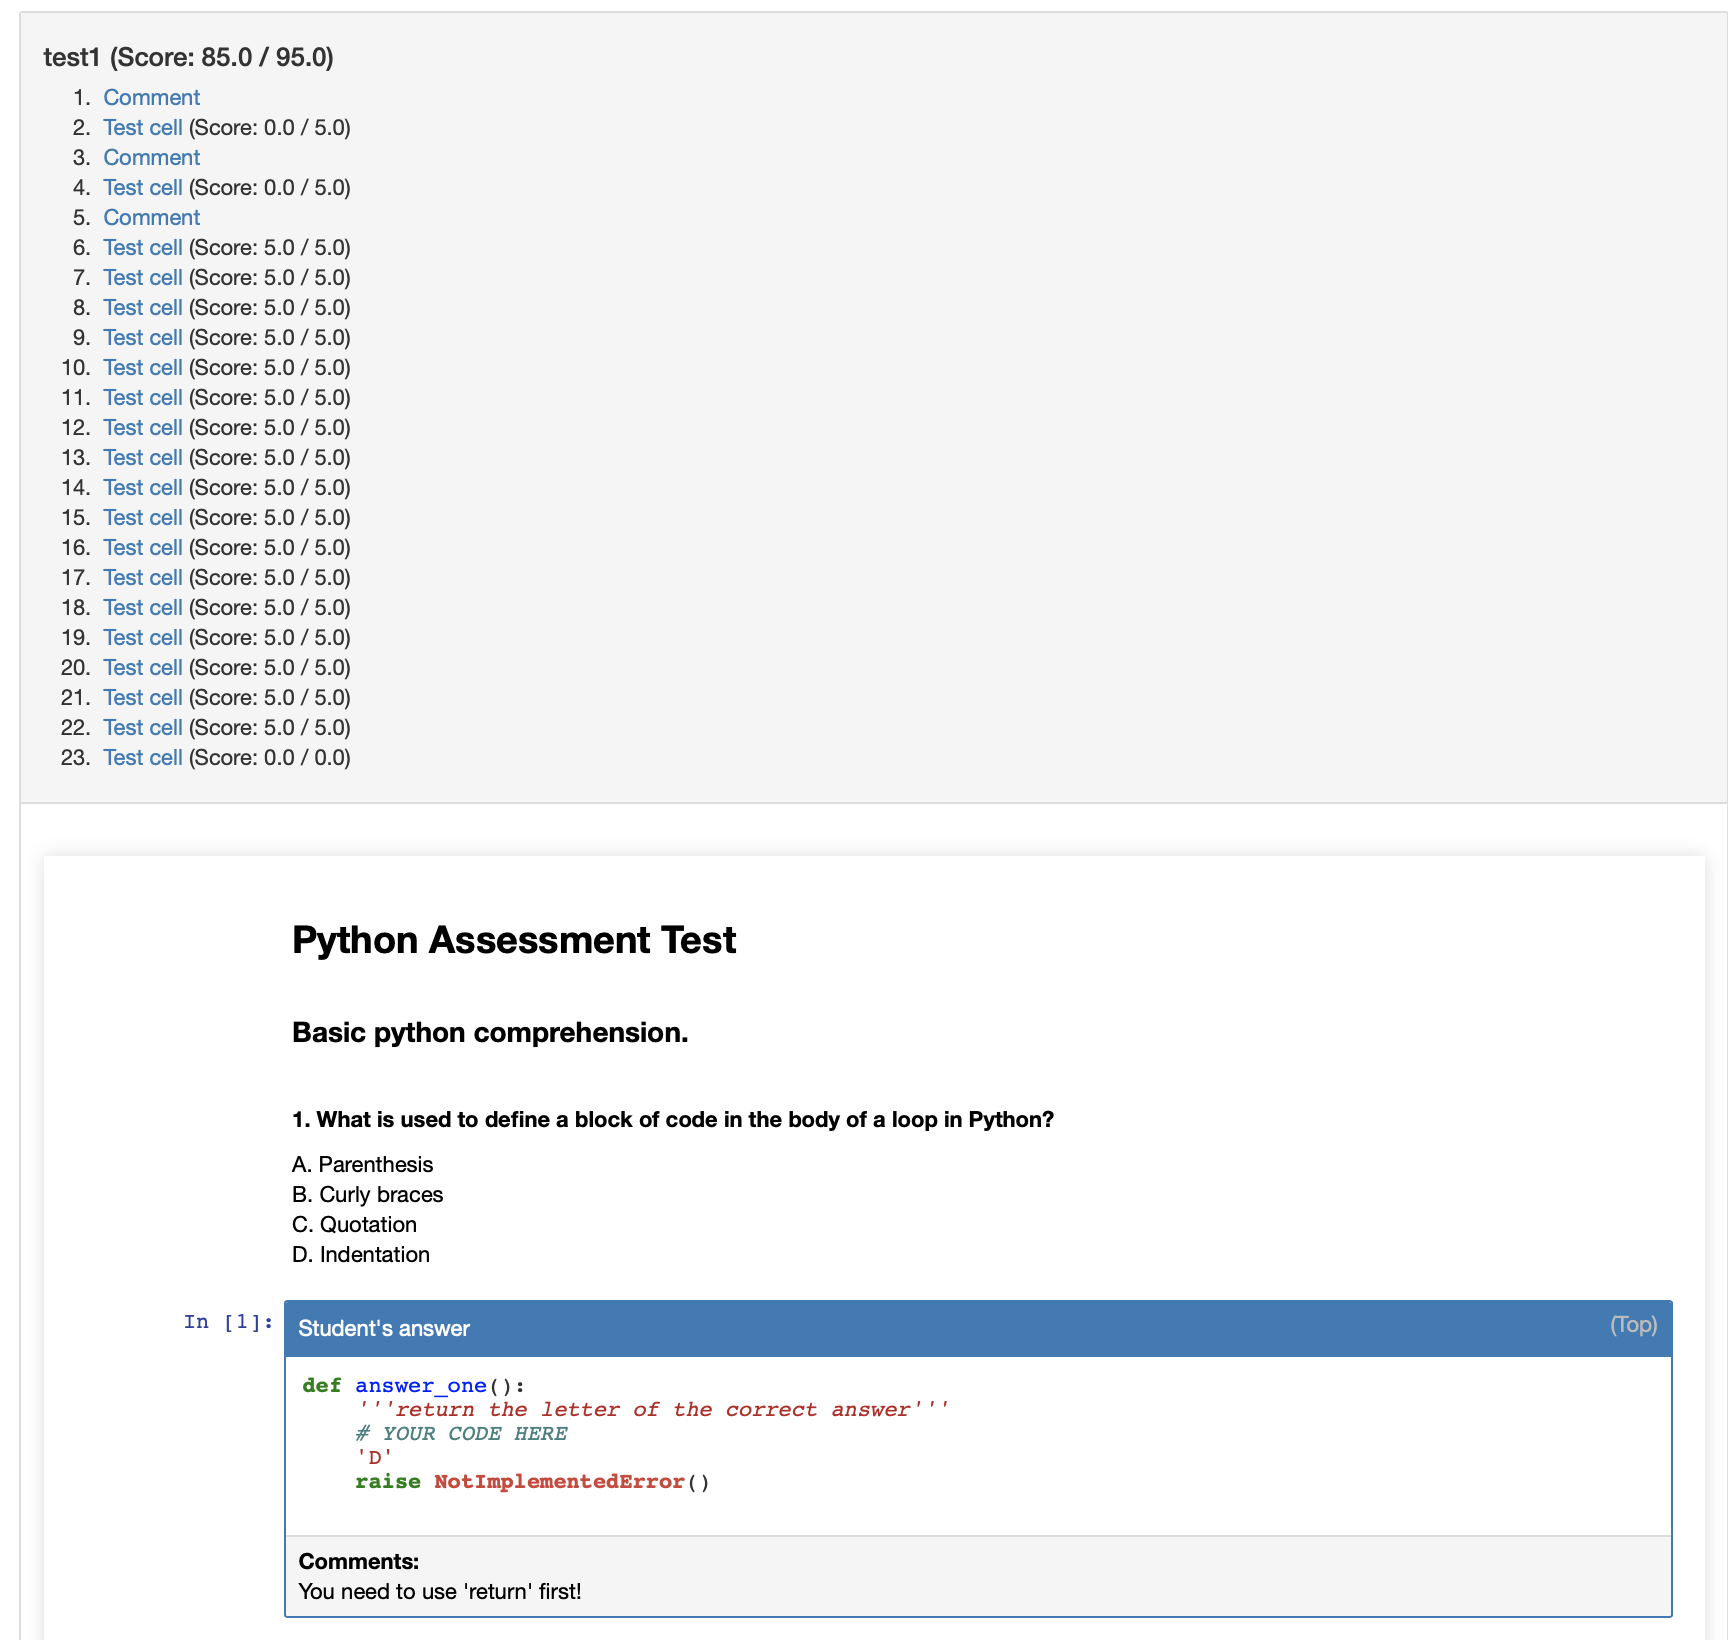 test1 (Score: 85.0 / 95.0)
1. Comment
2. Test cell (Score: 0.0 / 5.0)
3. Comment
4. Test cell (Score: 0.0 / 5.0)
5. Comment
6. Test cell (Score: 5.0 / 5.0)
7. Test cell (Score: 5.0 / 5.0)
8. Test cell (Score: 5.0 / 5.0)
9. Test cell (Score: 5.0 / 5.0)
10. Test cell (Score: 5.0 / 5.0)
11. Test cell (Score: 5.0 / 5.0)
12. Test cell (Score: 5.0 / 5.0)
13. Test cell (Score: 5.0 / 5.0)
14. Test cell (Score: 5.0 / 5.0)
15. Test cell (Score: 5.0 / 5.0)
16. Test cell (Score: 5.0 / 5.0)
17. Test cell (Score: 5.0 / 5.0)
18. Test cell (Score: 5.0 / 5.0)
19. Test cell (Score: 5.0 / 5.0)
20. Test cell (Score: 5.0 / 5.0)
21. Test cell (Score: 5.0 / 5.0)
22. Test cell (Score: 5.0 / 5.0)
23. Test cell (Score: 0.0 / 0.0)
Python Assessment Test
Basic python comprehension.
1. What is used to define a block of code in the body of a loop in Python?
A. Parenthesis
B. Curly braces
C. Quotation
D. Indentation
In [1]:
Student's answer (Top)
def answer_one():
    '''return the letter of the correct answer'''
    # YOUR CODE HERE
    'D'
    raise NotImplementedError()
Comments:
You need to use 'return' first!